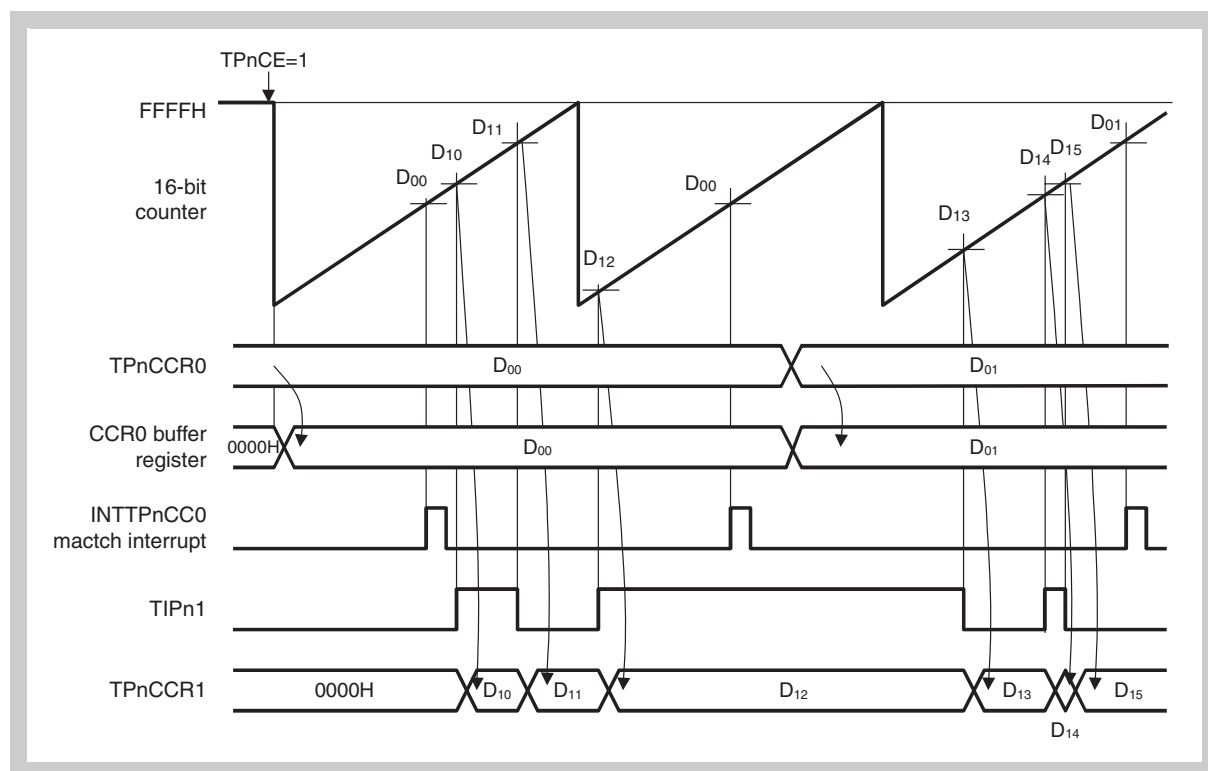 TPnCE=1
FFFFH
16-bit
counter
D00
D10
D11
D12
D00
D13
D14
D15
D01
TPnCCR0
D00
D01
CCR0 buffer
register
0000H
D00
D01
INTTPnCC0
mactch interrupt
TIPn1
TPnCCR1
0000H
D10
D11
D12
D13
D14
D15